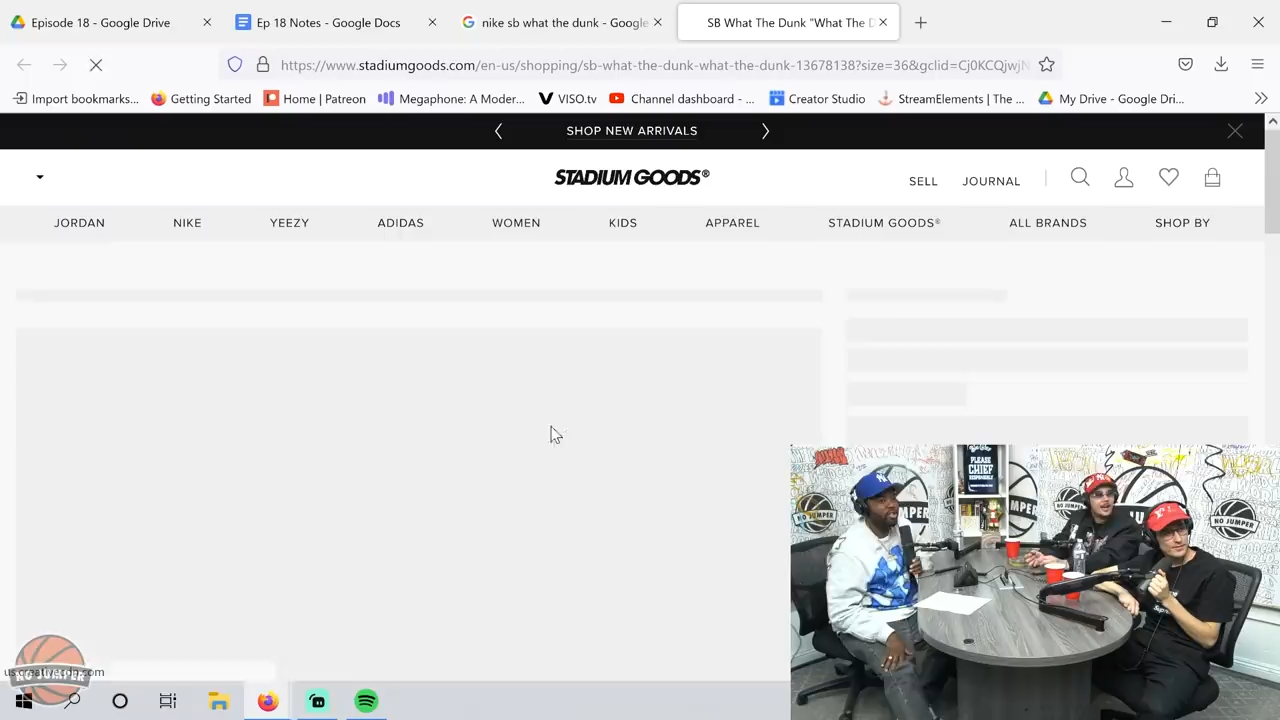 Episode 18 - Google Drive
Ep 18 Notes - Google Docs
nike sb what the dunk - Google
SB What The Dunk "What The D
https://www.stadiumgoods.com/en-us/shopping/sb-what-the-dunk-what-the-dunk-13678138?size=36&gclid=Cj0KCQjwjN
Import bookmarks...
Getting Started
Home | Patreon
Megaphone: A Moder...
VISO.tv
Channel dashboard - ...
Creator Studio
StreamElements | The ...
My Drive - Google Dri...
SHOP NEW ARRIVALS
STADIUM GOODS®
SELL
JOURNAL
JORDAN
NIKE
YEEZY
ADIDAS
WOMEN
KIDS
APPAREL
STADIUM GOODS®
ALL BRANDS
SHOP BY
PLEASE
CHIEF
RESPONSIBLY
NO JUMPER
NO JUMPER
NO JUMPER
NO JUMPER